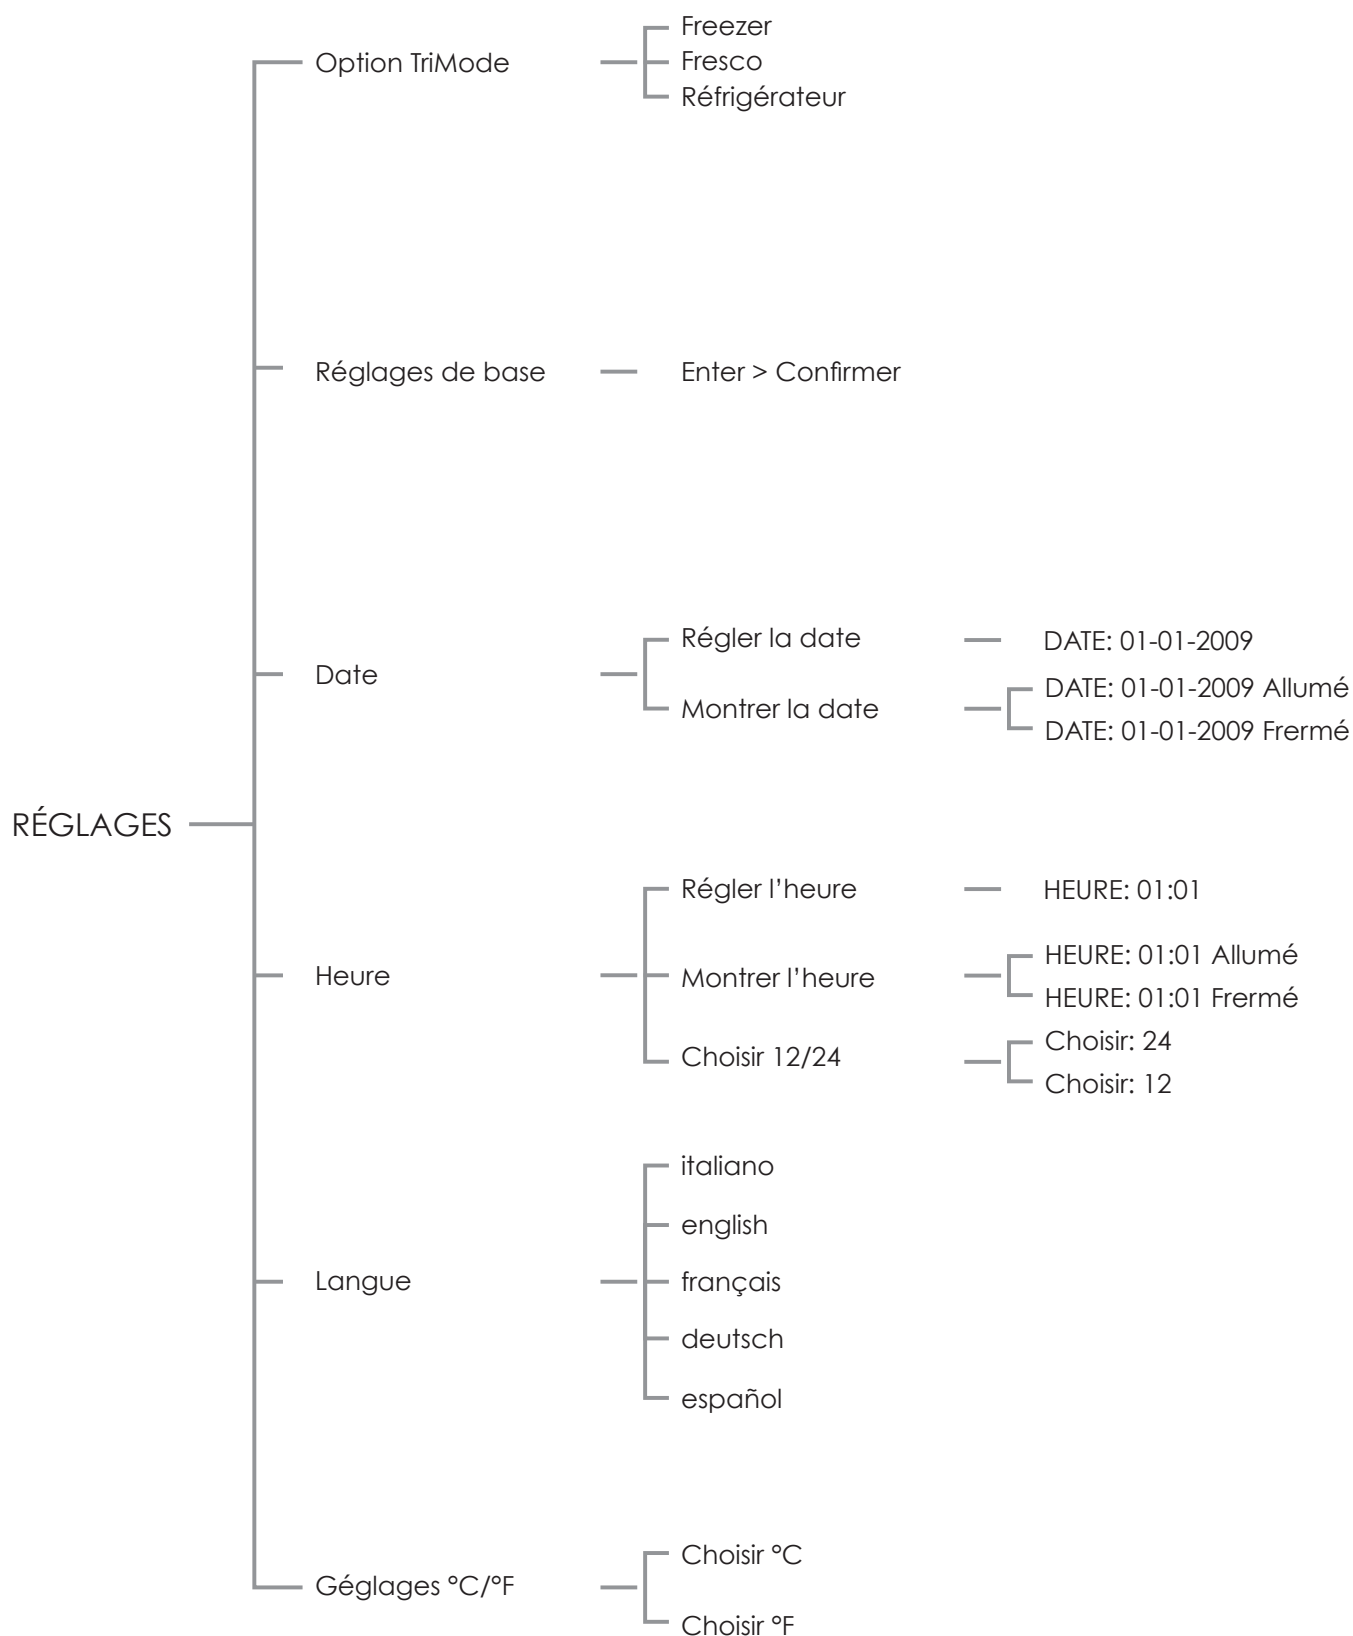 Option TriMode
Freezer
Fresco
Réfrigérateur
Réglages de base
Enter > Confirmer
Date
Régler la date
DATE: 01-01-2009
Montrer la date
DATE: 01-01-2009 Allumé
DATE: 01-01-2009 Frermé
RÉGLAGES
Heure
Régler l’heure
HEURE: 01:01
Montrer l’heure
HEURE: 01:01 Allumé
HEURE: 01:01 Frermé
Choisir 12/24
Choisir: 24
Choisir: 12
Langue
italiano
english
français
deutsch
español
Géglages °C/°F
Choisir °C
Choisir °F